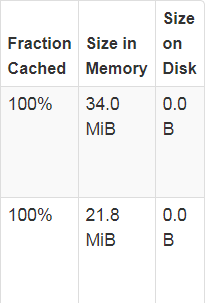 Fraction Cached
Size in Memory
Size on Disk
100%
34.0 MiB
0.0 B
100%
21.8 MiB
0.0 B